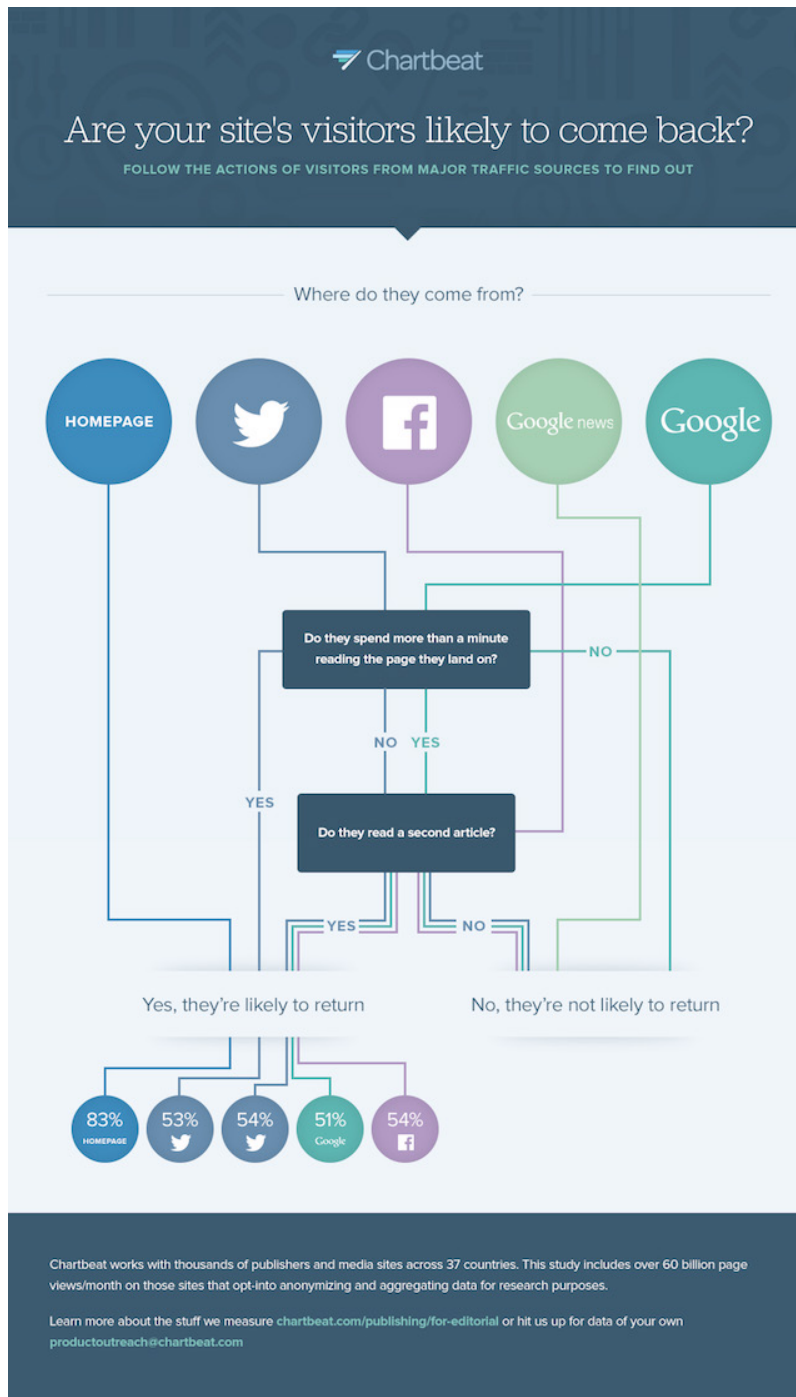 Chartbeat
Are your site's visitors likely to come back?
FOLLOW THE ACTIONS OF VISITORS FROM MAJOR TRAFFIC SOURCES TO FIND OUT
Where do they come from?
HOMEPAGE
Google news
Google
Do they spend more than a minute
reading the page they land on?
NO
NO
YES
YES
Do they read a second article?
YES
NO
Yes, they're likely to return
No, they're not likely to return
83%
HOMEPAGE
53%
54%
51%
Google
54%
Chartbeat works with thousands of publishers and media sites across 37 countries. This study includes over 60 billion page
views/month on those sites that opt-into anonymizing and aggregating data for research purposes.
Learn more about the stuff we measure chartbeat.com/publishing/for-editorial or hit us up for data of your own
productoutreach@chartbeat.com